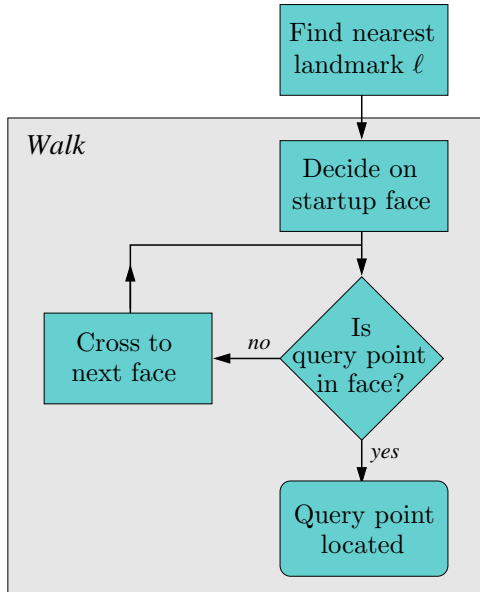 Find nearest
landmark ℓ
Walk
Decide on
startup face
Is
query point
in face?
no
Cross to
next face
yes
Query point
located